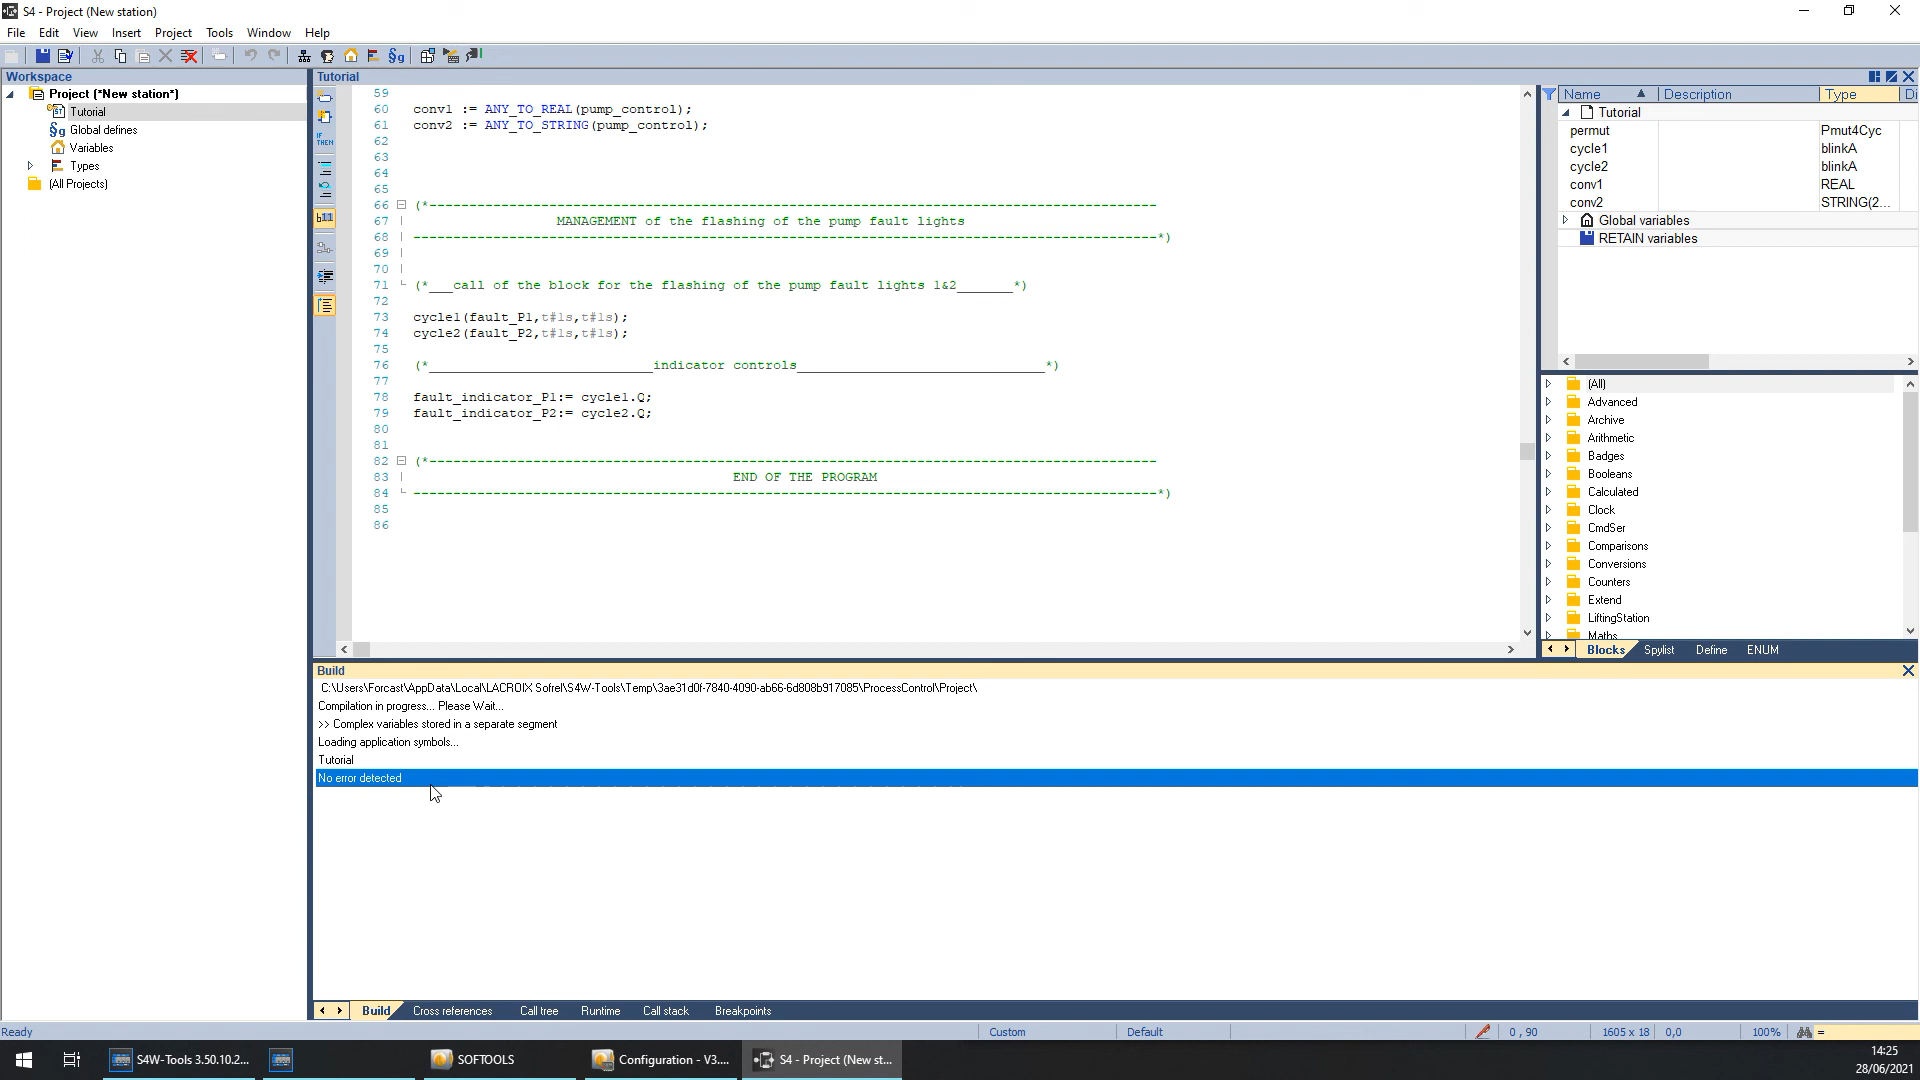 S4 - Project (New station)
File Edit View Insert Project Tools Window Help
Workspace
Project (*New station*)
Tutorial
Global defines
Variables
Types
(All Projects)
Tutorial
59
60 conv1 := ANY_TO_REAL(pump_control);
61 conv2 := ANY_TO_STRING(pump_control);
62
63
64
65
66 (*---------------------------------------------------------------------------------------------
67 MANAGEMENT of the flashing of the pump fault lights
68 ---------------------------------------------------------------------------------------------*)
69
70
71 (*___call of the block for the flashing of the pump fault lights 1&2_______*)
72
73 cycle1(fault_P1,t#1s,t#1s);
74 cycle2(fault_P2,t#1s,t#1s);
75
76 (*____________________________indicator controls_______________________________*)
77
78 fault_indicator_P1:= cycle1.Q;
79 fault_indicator_P2:= cycle2.Q;
80
81
82 (*---------------------------------------------------------------------------------------------
83 END OF THE PROGRAM
84 ---------------------------------------------------------------------------------------------*)
85
86
Name Description Type Di
Tutorial
permut Pmut4Cyc
cycle1 blinkA
cycle2 blinkA
conv1 REAL
conv2 STRING(2...
Global variables
RETAIN variables
(All)
Advanced
Archive
Arithmetic
Badges
Booleans
Calculated
Clock
CmdSer
Comparisons
Conversions
Counters
Extend
LiftingStation
Maths
Blocks Spylist Define ENUM
Build
C:\Users\Forcast\AppData\Local\LACROIX Sofrel\S4W-Tools\Temp\3ae31d0f-7840-4090-ab66-6d808b917085\ProcessControl\Project\
Compilation in progress... Please Wait...
>> Complex variables stored in a separate segment
Loading application symbols...
Tutorial
No error detected
Build Cross references Call tree Runtime Call stack Breakpoints
Ready Custom Default 0 , 90 1605 x 18 0,0 100% =
S4W-Tools 3.50.10.2... SOFTOOLS Configuration - V3.... S4 - Project (New st...
14:25
28/06/2021